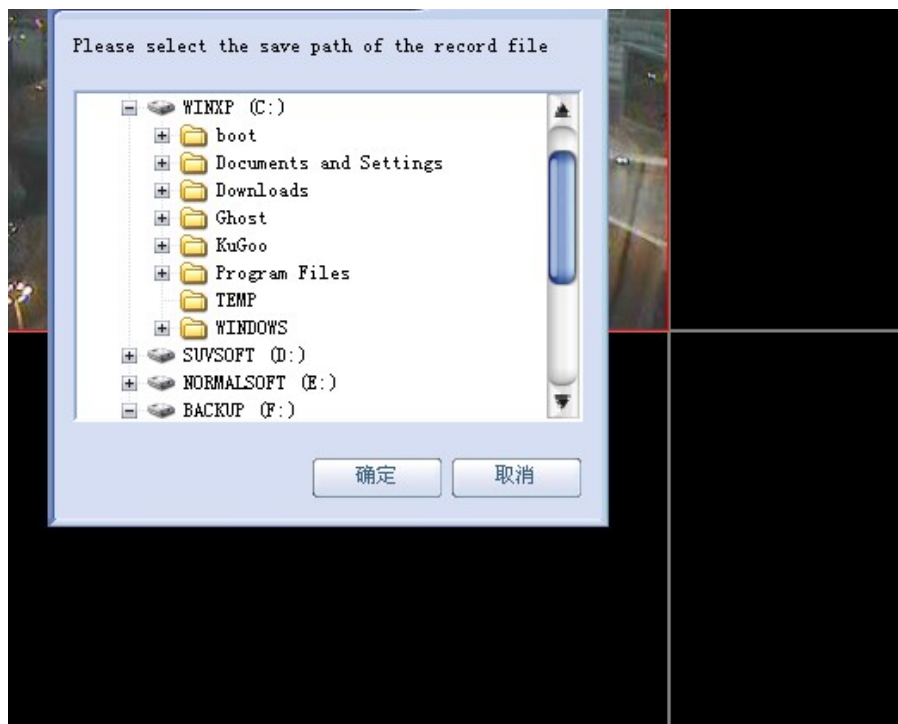 Please select the save path of the record file
WINXP (C:)
boot
Documents and Settings
Downloads
Ghost
KuGoo
Program Files
TEMP
WINDOWS
SUVSOFT (D:)
NORMALSOFT (E:)
BACKUP (F:)
确定 取消